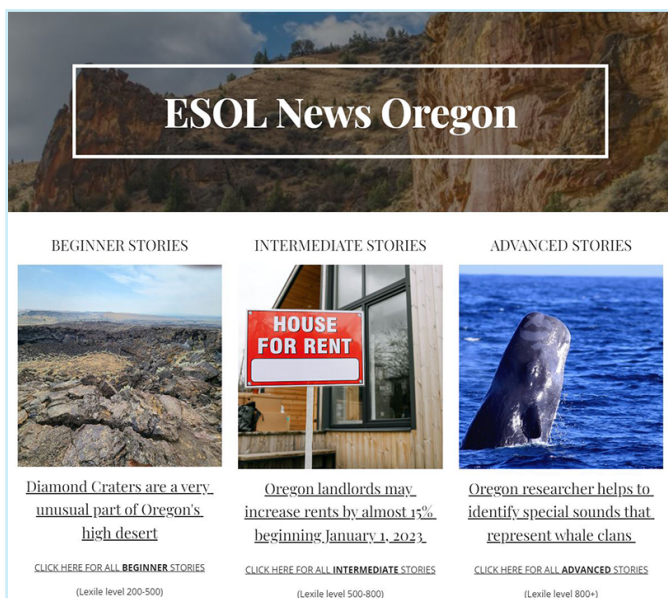 ESOL News Oregon
BEGINNER STORIES
INTERMEDIATE STORIES
ADVANCED STORIES
HOUSE
FOR RENT
Diamond Craters are a very
unusual part of Oregon's
high desert
CLICK HERE FOR ALL BEGINNER STORIES
(Lexile level 200-500)
Oregon landlords may
increase rents by almost 15%
beginning January 1, 2023
CLICK HERE FOR ALL INTERMEDIATE STORIES
(Lexile level 500-800)
Oregon researcher helps to
identify special sounds that
represent whale clans
CLICK HERE FOR ALL ADVANCED STORIES
(Lexile level 800+)